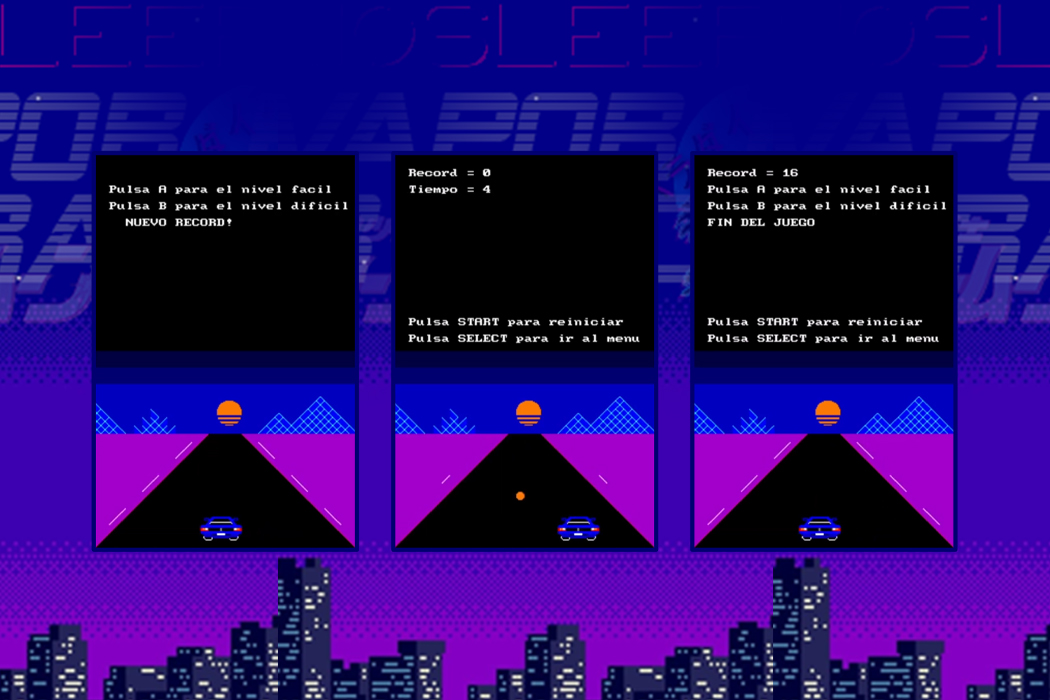 Pulsa A para el nivel facil
Pulsa B para el nivel dificil
NUEVO RECORD!
Record = 0
Tiempo = 4
Pulsa START para reiniciar
Pulsa SELECT para ir al menu
Record = 16
Pulsa A para el nivel facil
Pulsa B para el nivel dificil
FIN DEL JUEGO
Pulsa START para reiniciar
Pulsa SELECT para ir al menu